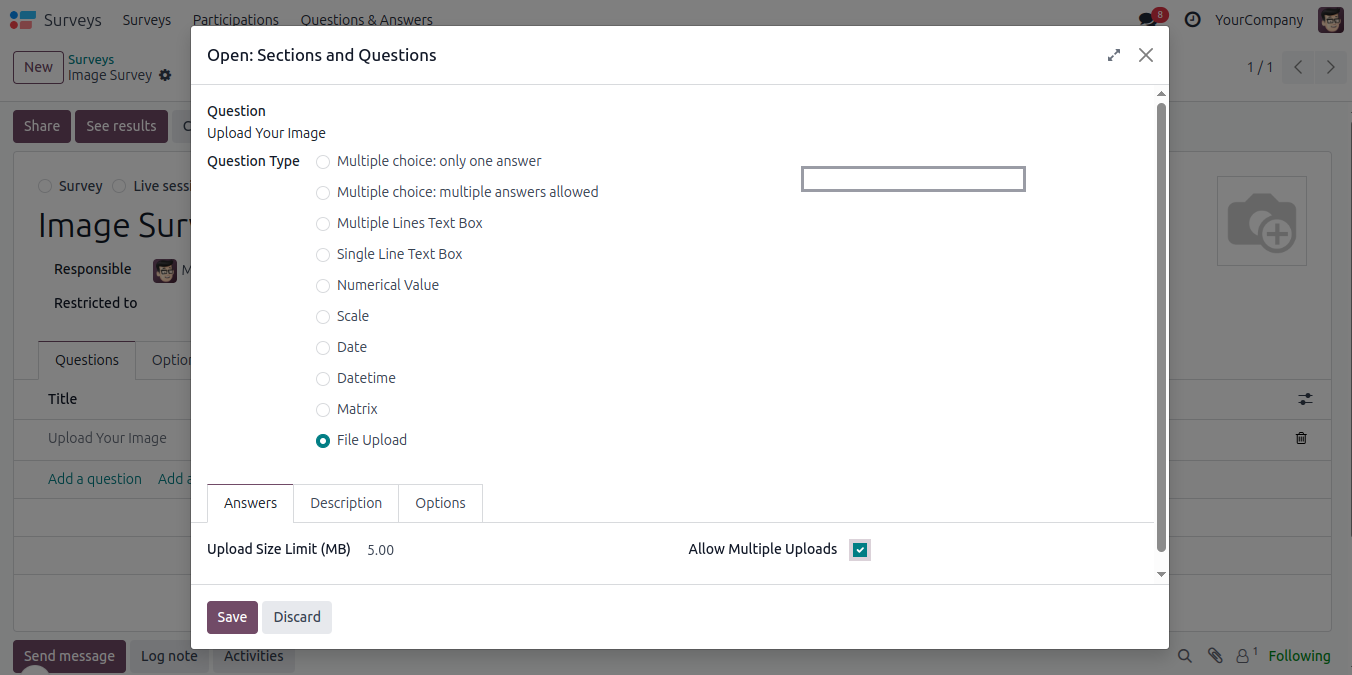 Surveys Surveys Participations Questions & Answers 8 YourCompany
New Surveys
Image Survey 1 / 1
Open: Sections and Questions
Share See results C
Question
Upload Your Image
Question Type Multiple choice: only one answer
Multiple choice: multiple answers allowed
Multiple Lines Text Box
Single Line Text Box
Numerical Value
Scale
Date
Datetime
Matrix
File Upload
Survey Live sessi
Image Sur
Responsible M
Restricted to
Questions Option
Title
Upload Your Image
Add a question Add a
Answers Description Options
Upload Size Limit (MB) 5.00 Allow Multiple Uploads
Save Discard
Send message Log note Activities 1 Following